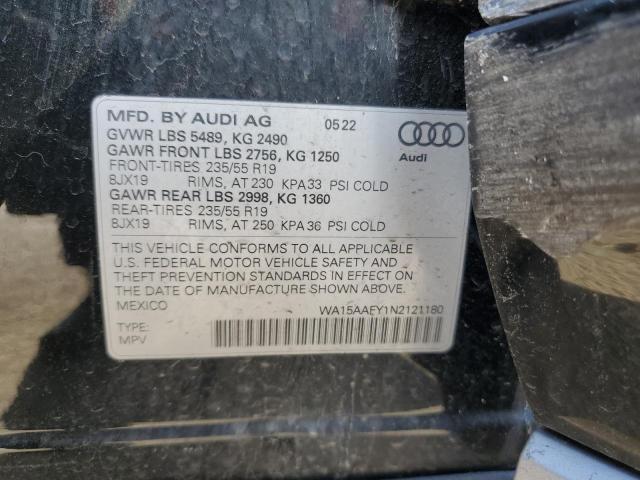 MFD. BY AUDI AG 0522
GVWR LBS 5489, KG 2490
GAWR FRONT LBS 2756, KG 1250
FRONT-TIRES 235/55 R19
8JX19 RIMS, AT 230 KPA33 PSI COLD
GAWR REAR LBS 2998, KG 1360
REAR-TIRES 235/55 R19
8JX19 RIMS, AT 250 KPA36 PSI COLD
Audi
THIS VEHICLE CONFORMS TO ALL APPLICABLE
U.S. FEDERAL MOTOR VEHICLE SAFETY AND
THEFT PREVENTION STANDARDS IN EFFECT ON
THE DATE OF MANUFACTURE SHOWN ABOVE.
MEXICO WA15AAEY1N2121180
TYPE:
MPV